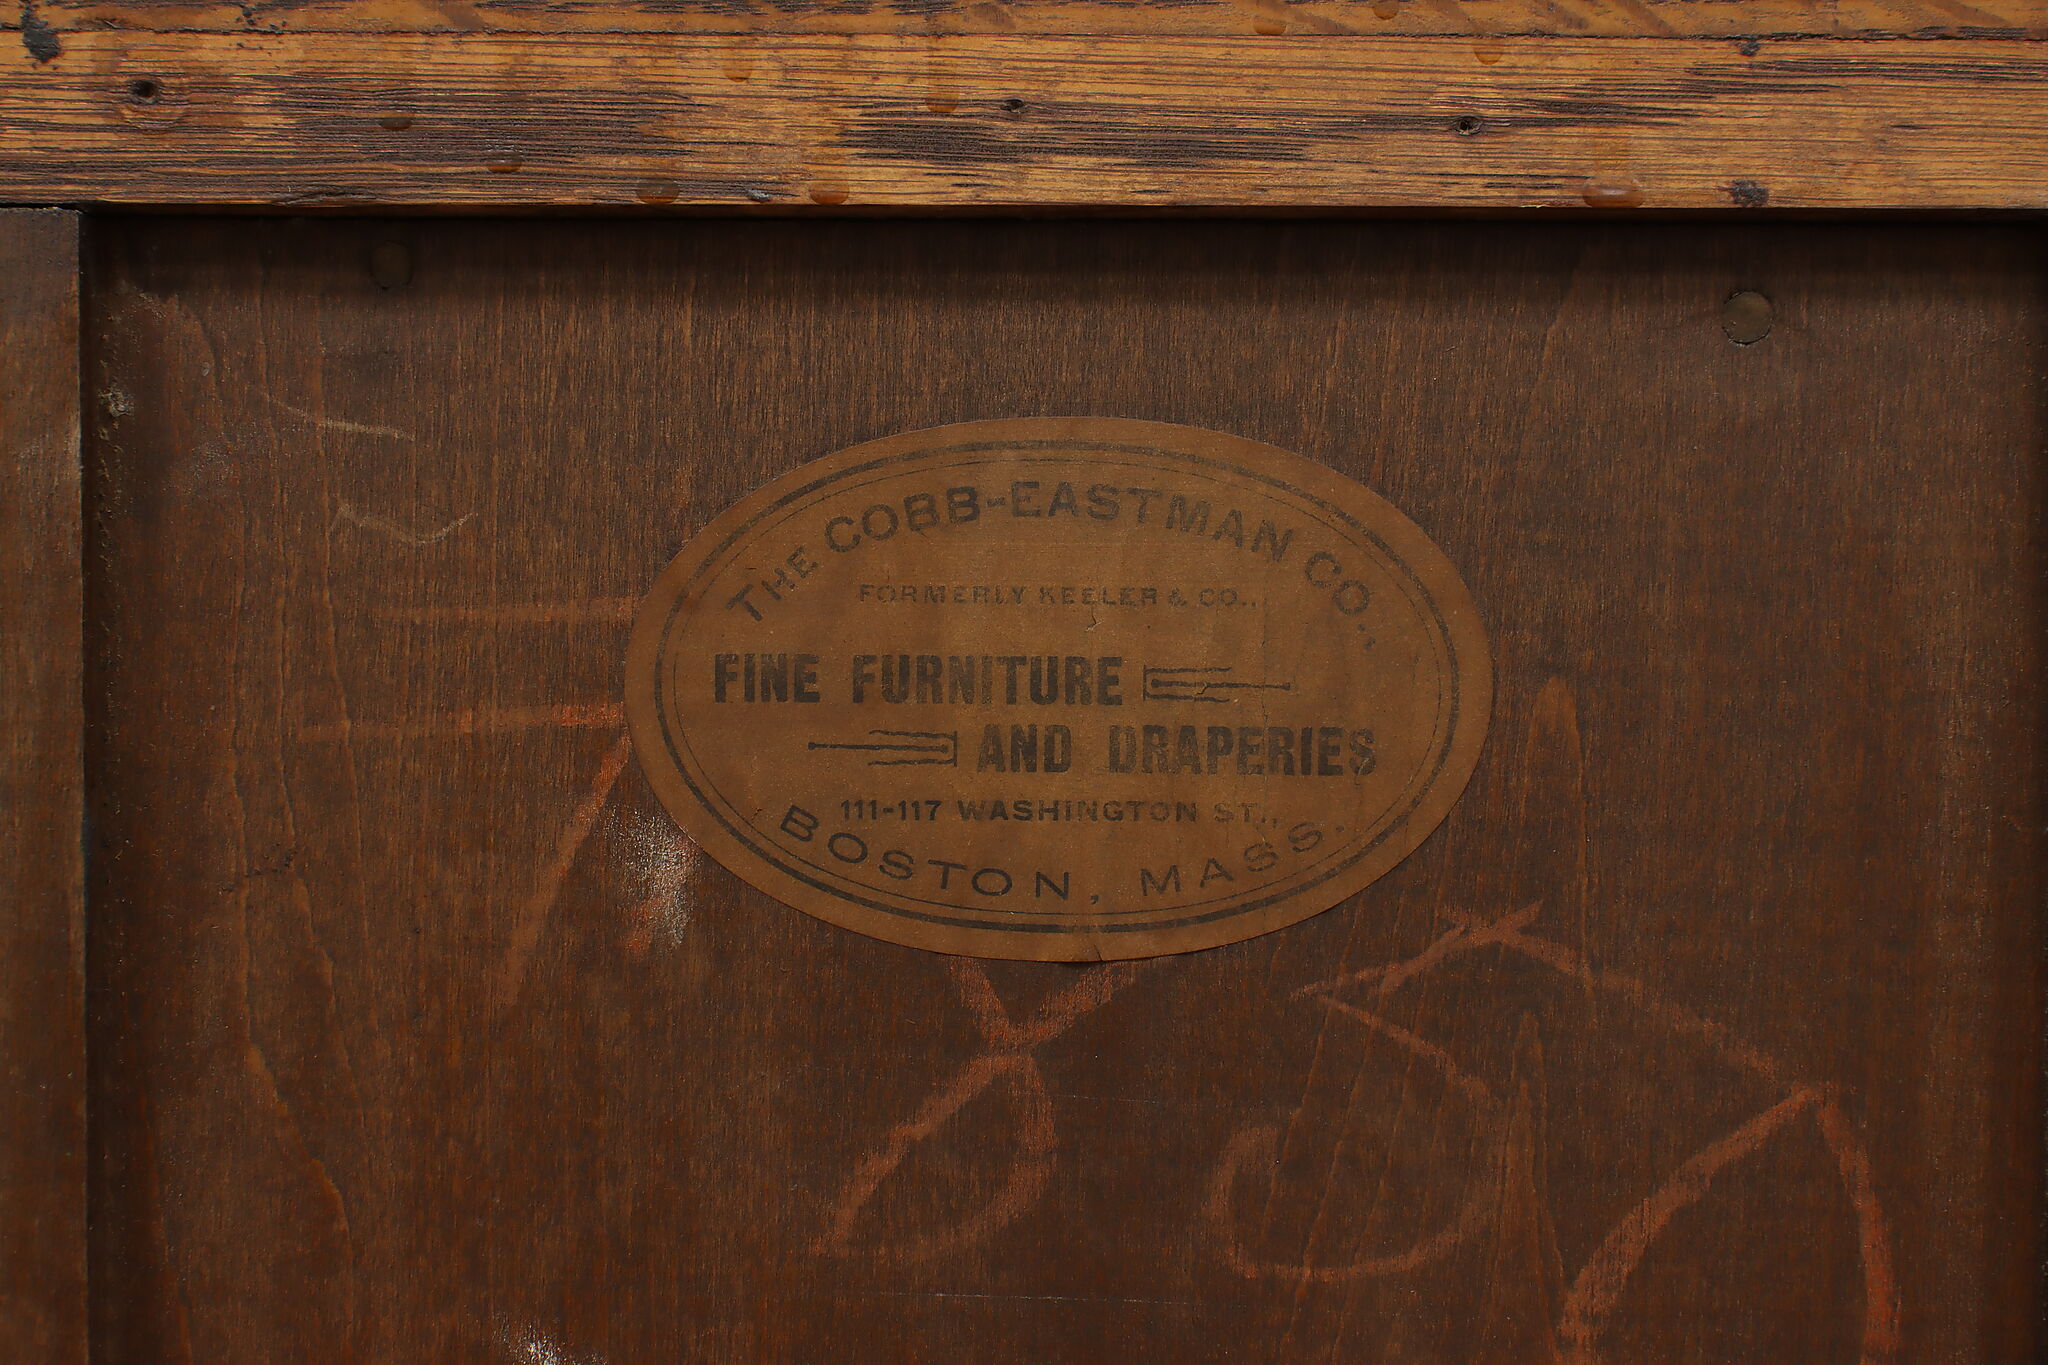 THE COBB-EASTMAN CO.,
FORMERLY KEELER & CO.,
FINE FURNITURE
AND DRAPERIES
111-117 WASHINGTON ST.,
BOSTON, MASS.